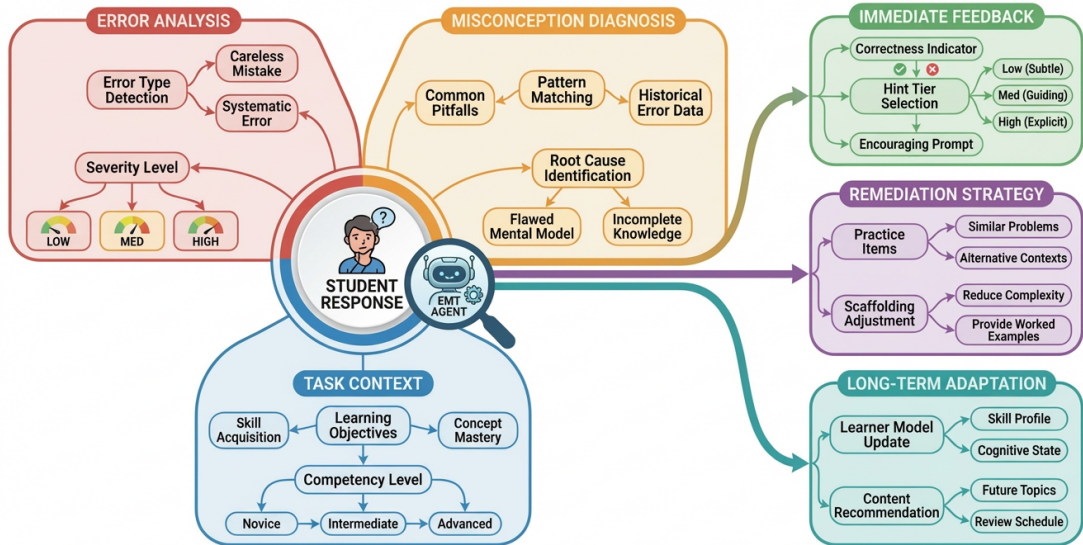 ERROR ANALYSIS
Error Type
Detection
Careless
Mistake
Systematic
Error
Severity Level
LOW
MED
HIGH
MISCONCEPTION DIAGNOSIS
Common
Pitfalls
Pattern
Matching
Historical
Error Data
Root Cause
Identification
Flawed
Mental Model
Incomplete
Knowledge
?
STUDENT
RESPONSE
EMT
AGENT
TASK CONTEXT
Skill
Acquisition
Learning
Objectives
Concept
Mastery
Competency Level
Novice
Intermediate
Advanced
IMMEDIATE FEEDBACK
Correctness Indicator
Hint Tier
Selection
Low (Subtle)
Med (Guiding)
High (Explicit)
Encouraging Prompt
REMEDIATION STRATEGY
Practice
Items
Similar Problems
Alternative Contexts
Scaffolding
Adjustment
Reduce Complexity
Provide Worked
Examples
LONG-TERM ADAPTATION
Learner Model
Update
Skill Profile
Cognitive State
Content
Recommendation
Future Topics
Review Schedule